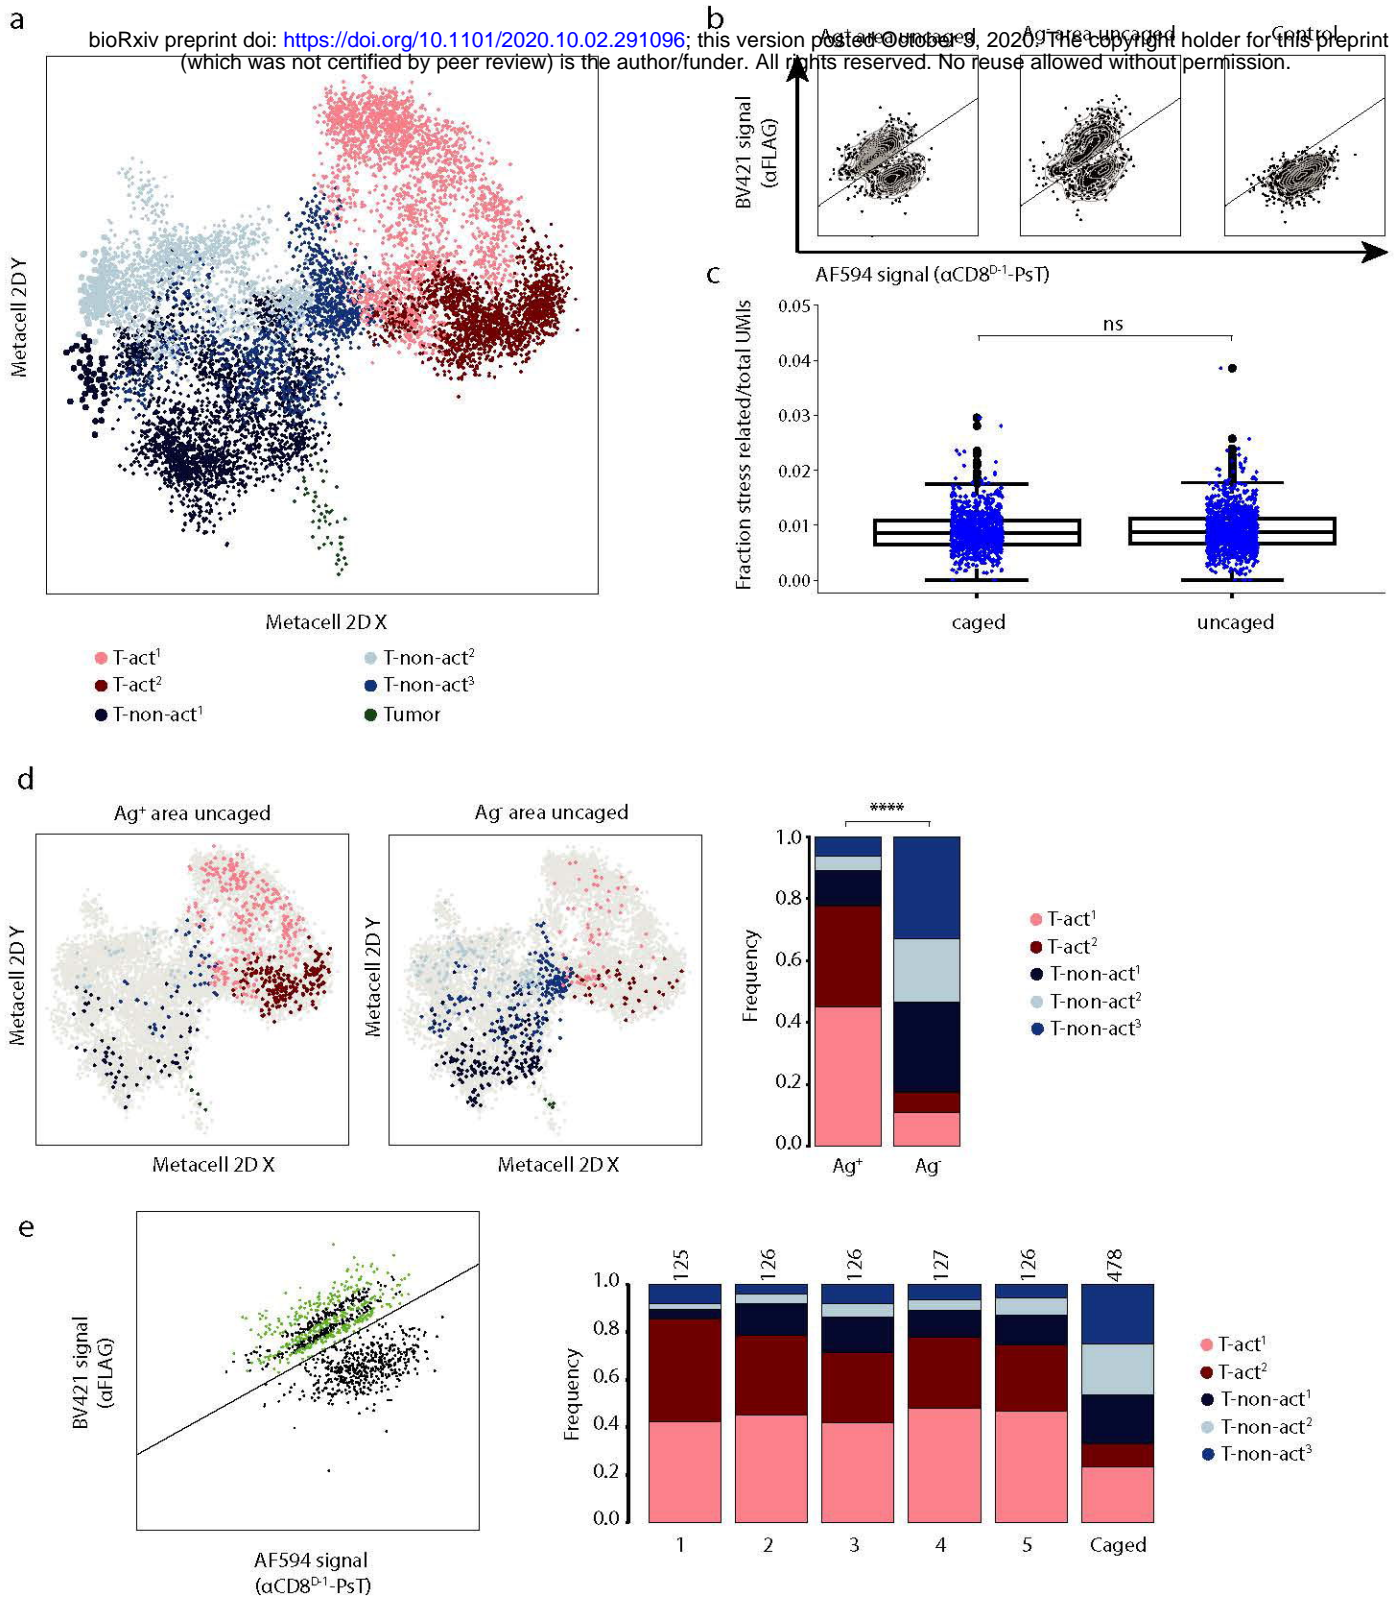 a
b
bioRxiv preprint doi: https://doi.org/10.1101/2020.10.02.291096; this version posted October 3, 2020. The copyright holder for this preprint
(which was not certified by peer review) is the author/funder. All rights reserved. No reuse allowed without permission.
Ag⁺ area uncaged
Ag⁻ area uncaged
Control
BV421 signal
(αFLAG)
AF594 signal (αCD8ᴰ⁻¹-PsT)
Metacell 2D Y
Metacell 2D X
T-act¹
T-act²
T-non-act¹
T-non-act²
T-non-act³
Tumor
c
Fraction stress related/total UMIs
0.05
0.04
0.03
0.02
0.01
0.00
ns
caged
uncaged
d
Ag⁺ area uncaged
Ag⁻ area uncaged
Metacell 2D Y
Metacell 2D X
Metacell 2D Y
Metacell 2D X
****
Frequency
1.0
0.8
0.6
0.4
0.2
0.0
Ag⁺
Ag⁻
T-act¹
T-act²
T-non-act¹
T-non-act²
T-non-act³
e
BV421 signal
(αFLAG)
AF594 signal
(αCD8ᴰ⁻¹-PsT)
Frequency
1.0
0.8
0.6
0.4
0.2
0.0
125
126
126
127
126
478
1
2
3
4
5
Caged
T-act¹
T-act²
T-non-act¹
T-non-act²
T-non-act³